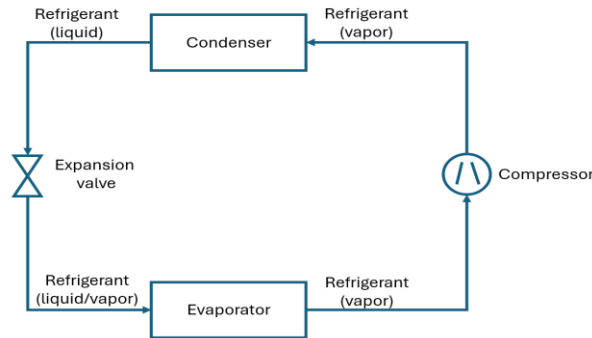 Refrigerant
(liquid)
Condenser
Refrigerant
(vapor)
Expansion
valve
Compressor
Refrigerant
(liquid/vapor)
Evaporator
Refrigerant
(vapor)